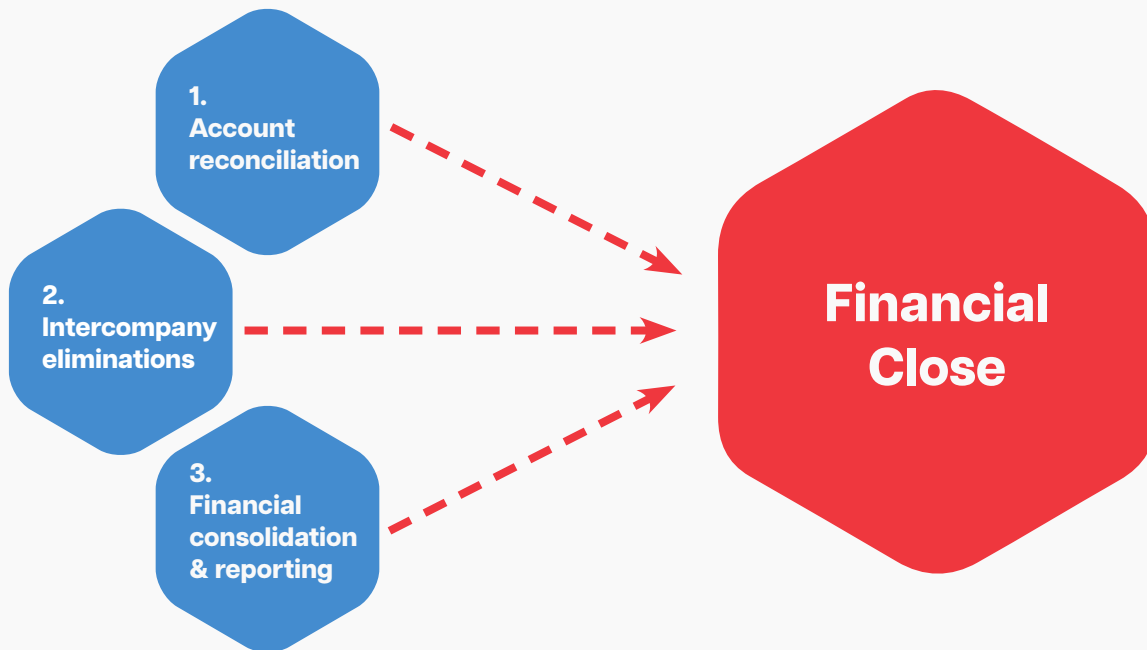 1.
Account
reconciliation
2.
Intercompany
eliminations
3.
Financial
consolidation
& reporting
Financial
Close